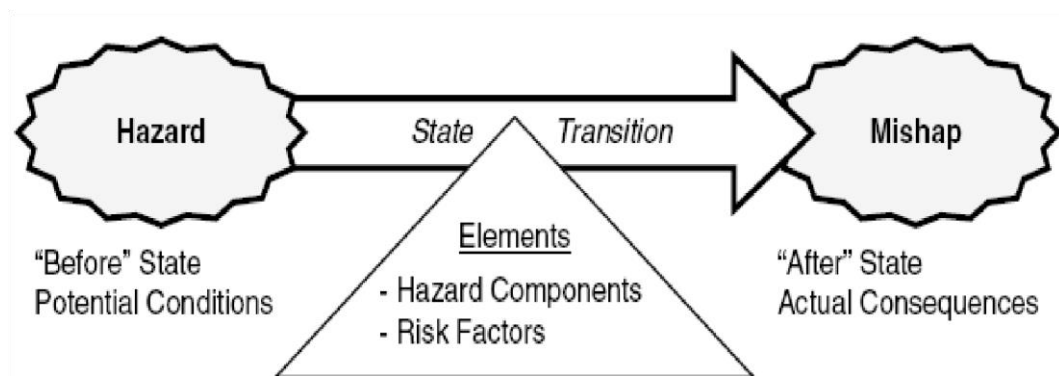 Hazard
State Transition
Mishap
Elements
- Hazard Components
- Risk Factors
“Before” State
Potential Conditions
“After” State
Actual Consequences